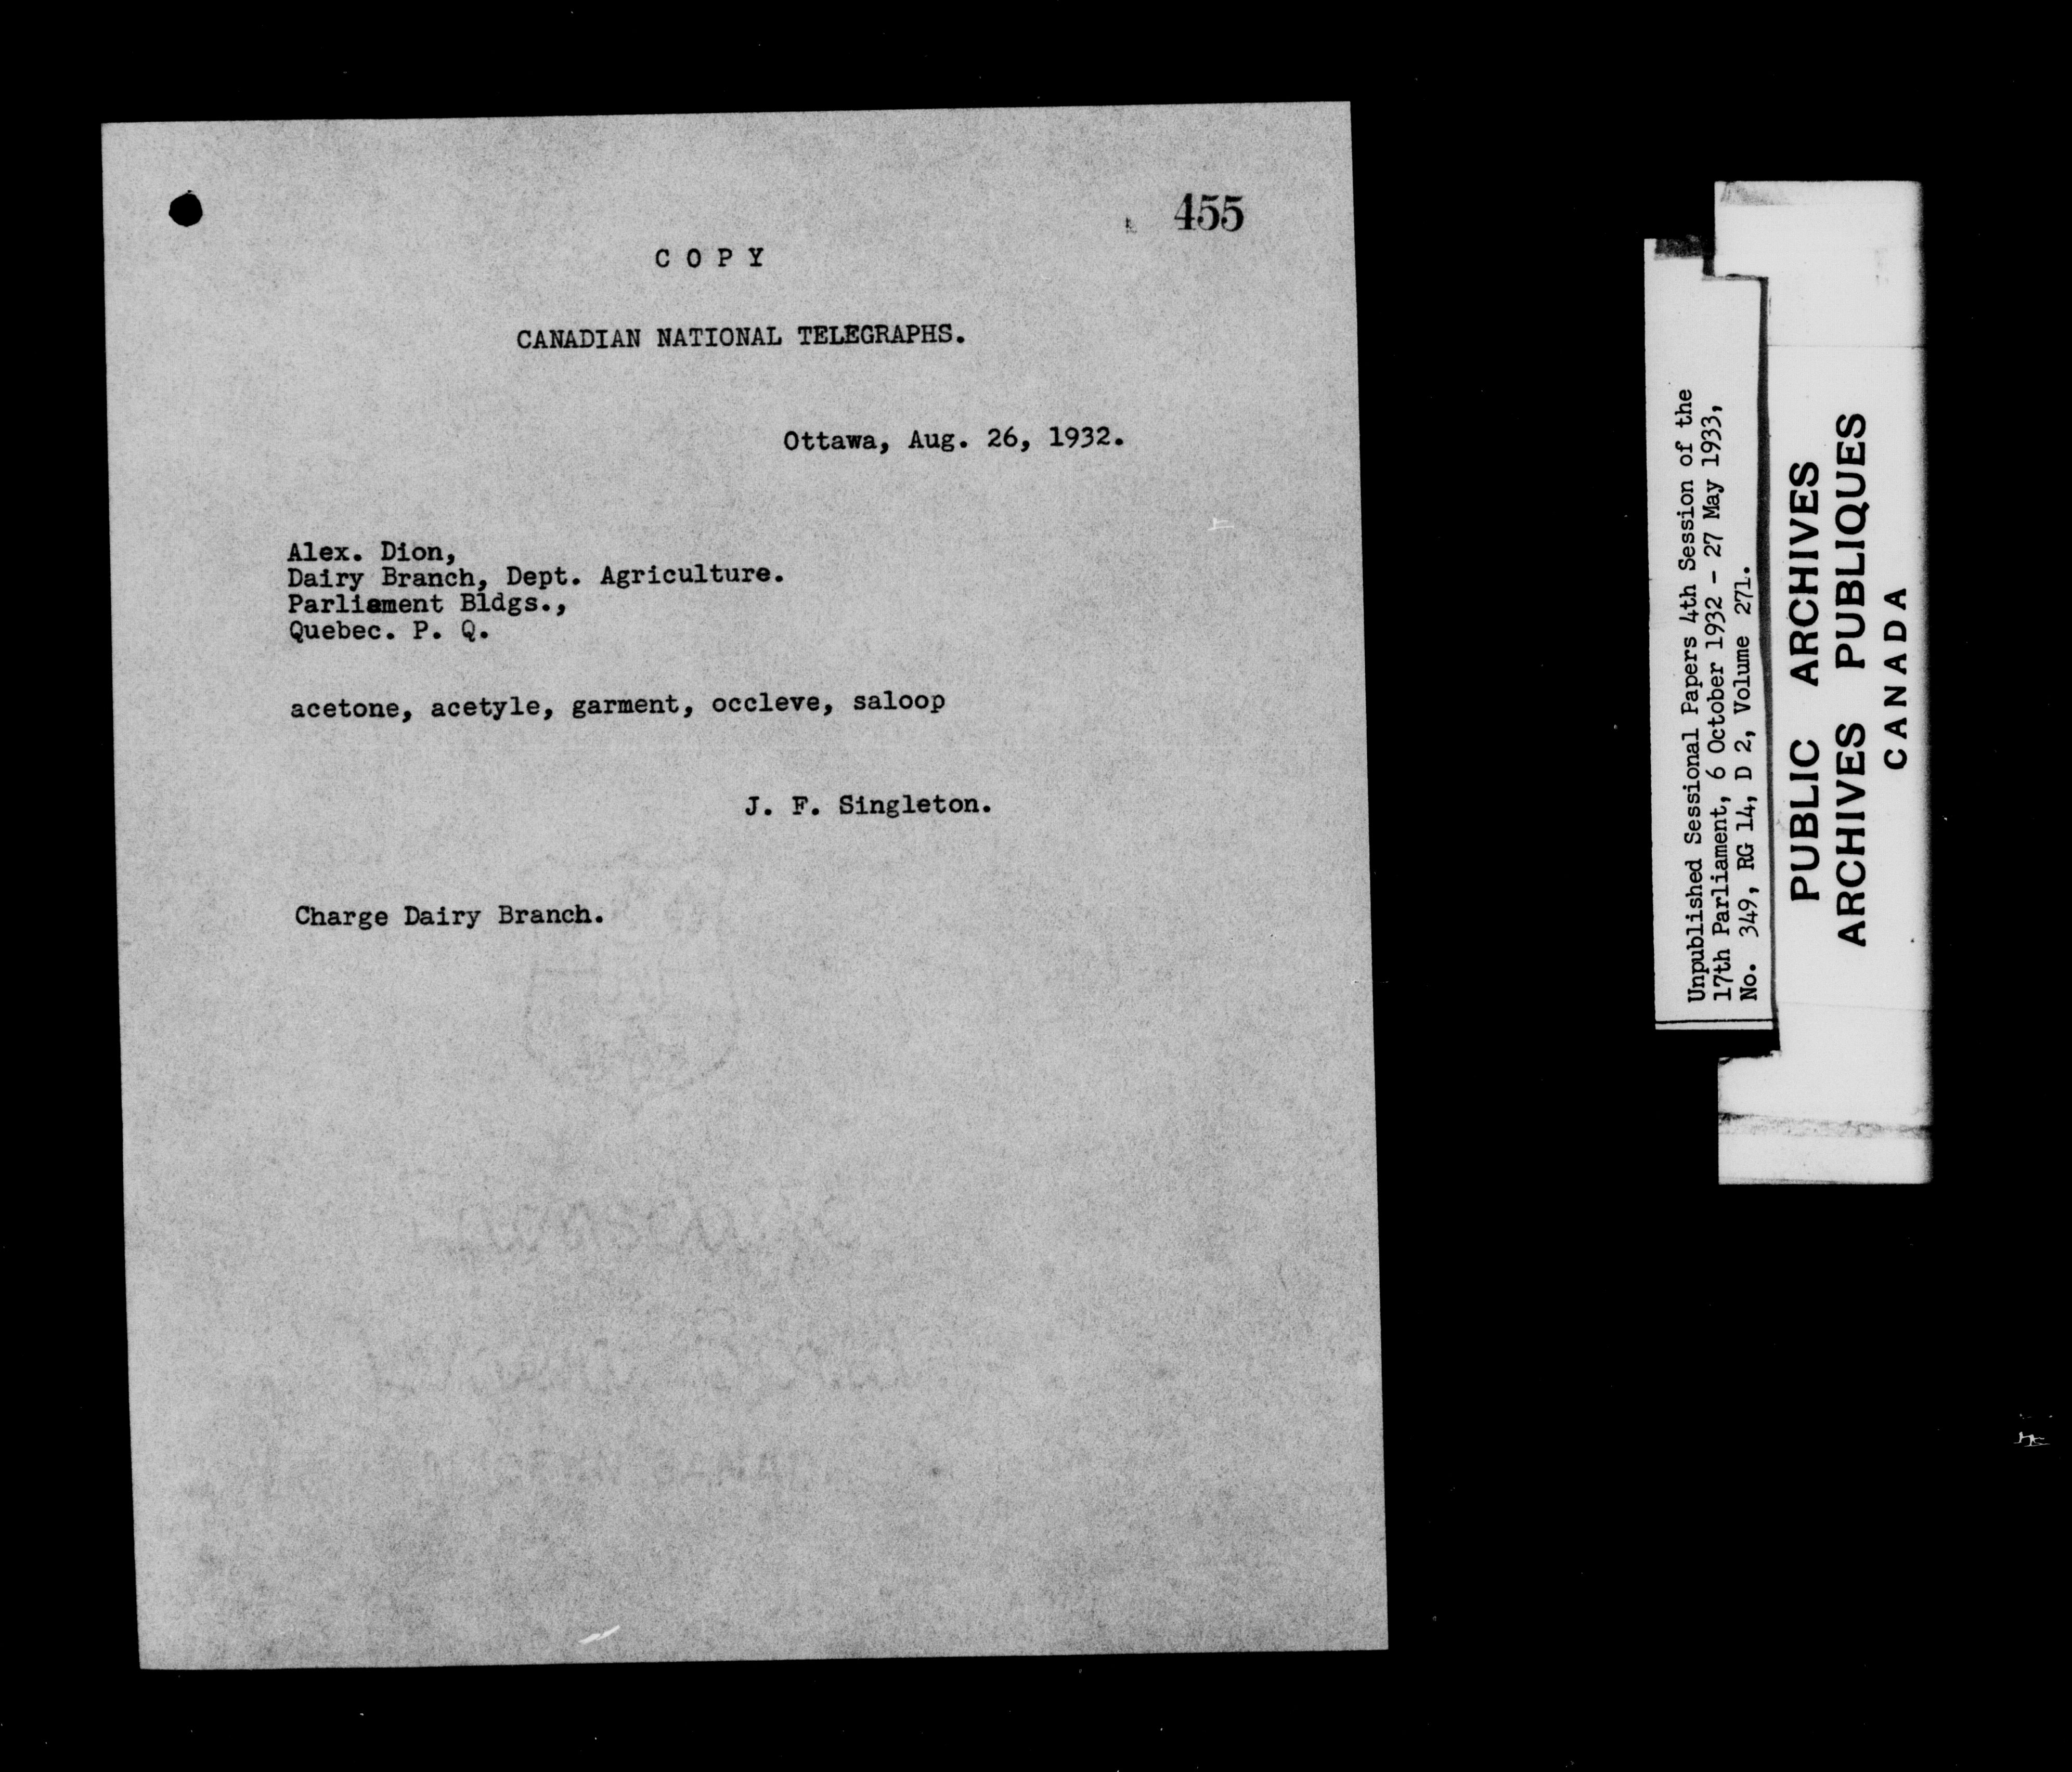 455
C O P Y
CANADIAN NATIONAL TELEGRAPHS.
Ottawa, Aug. 26, 1932.
Alex. Dion,
Dairy Branch, Dept. Agriculture.
Parliament Bldgs.,
Quebec. P. Q.
acetone, acetyle, garment, occleve, saloop
J. F. Singleton.
Charge Dairy Branch.
Unpublished Sessional Papers 4th Session of the
17th Parliament, 6 October 1932 - 27 May 1933,
No. 349, RG 14, D 2, Volume 271.
PUBLIC ARCHIVES
ARCHIVES PUBLIQUES
CANADA